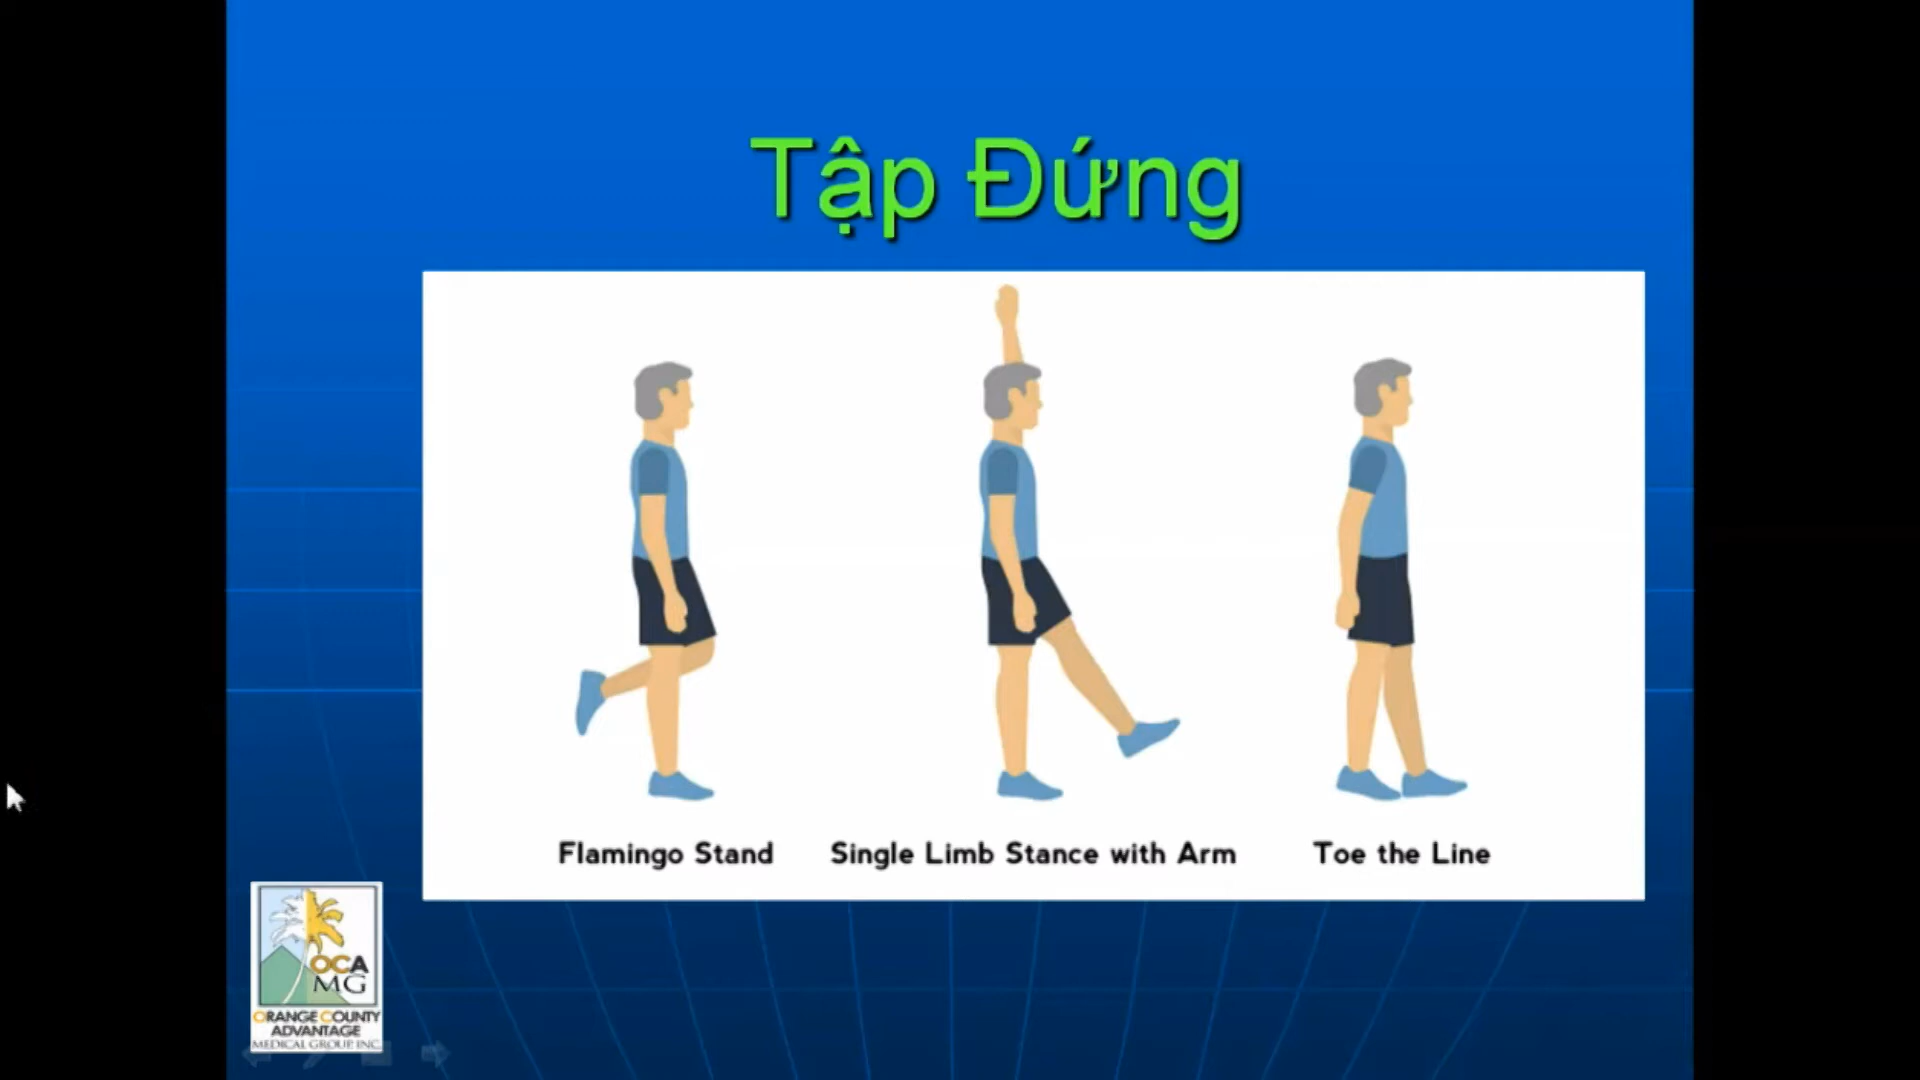 Tập Đứng
Flamingo Stand
Single Limb Stance with Arm
Toe the Line
OCA
MG
ORANGE COUNTY
ADVANTAGE
MEDICAL GROUP, INC.